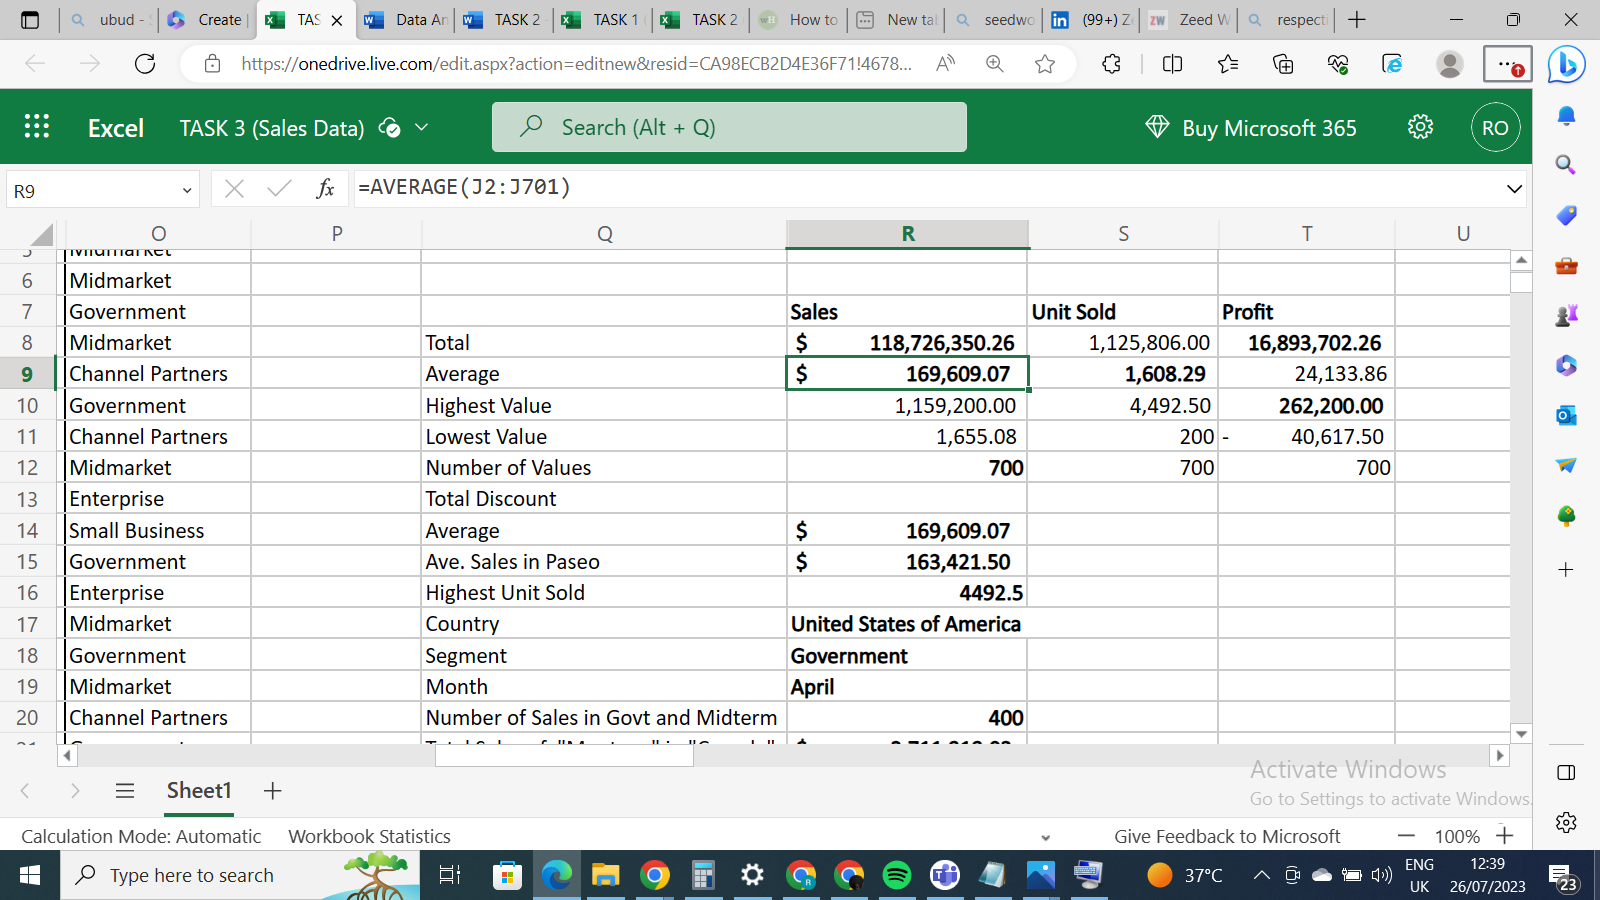 ubud - S
Create
TAS
Data An
TASK 2
TASK 1
TASK 2
How to
New tab
seedwo
(99+) Ze
Zeed W
respecti
https://onedrive.live.com/edit.aspx?action=editnew&resid=CA98ECB2D4E36F71!4678...
Excel
TASK 3 (Sales Data)
Search (Alt + Q)
Buy Microsoft 365
RO
R9
fx
=AVERAGE(J2:J701)
O P Q R S T U
Midmarket
6 Midmarket
7 Government Sales Unit Sold Profit
8 Midmarket Total $ 118,726,350.26 1,125,806.00 16,893,702.26
9 Channel Partners Average $ 169,609.07 1,608.29 24,133.86
10 Government Highest Value 1,159,200.00 4,492.50 262,200.00
11 Channel Partners Lowest Value 1,655.08 200 - 40,617.50
12 Midmarket Number of Values 700 700 700
13 Enterprise Total Discount
14 Small Business Average $ 169,609.07
15 Government Ave. Sales in Paseo $ 163,421.50
16 Enterprise Highest Unit Sold 4492.5
17 Midmarket Country United States of America
18 Government Segment Government
19 Midmarket Month April
20 Channel Partners Number of Sales in Govt and Midterm 400
Activate Windows
Go to Settings to activate Windows.
Sheet1
Calculation Mode: Automatic Workbook Statistics Give Feedback to Microsoft 100%
Type here to search
37°C
ENG
UK
12:39
26/07/2023
23